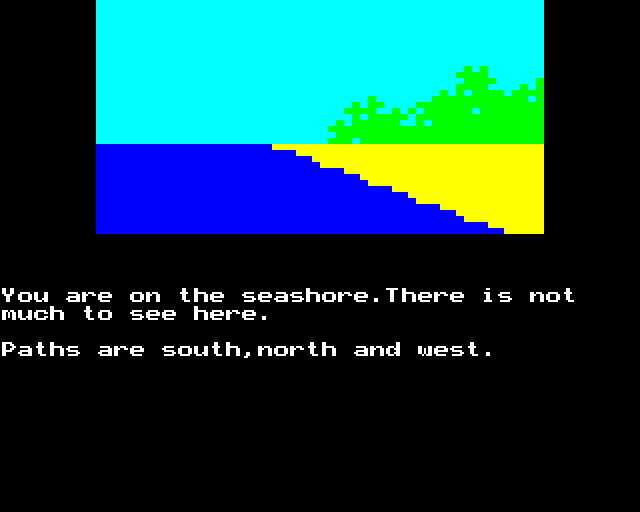 You are on the seashore.There is not
much to see here.
Paths are south,north and west.